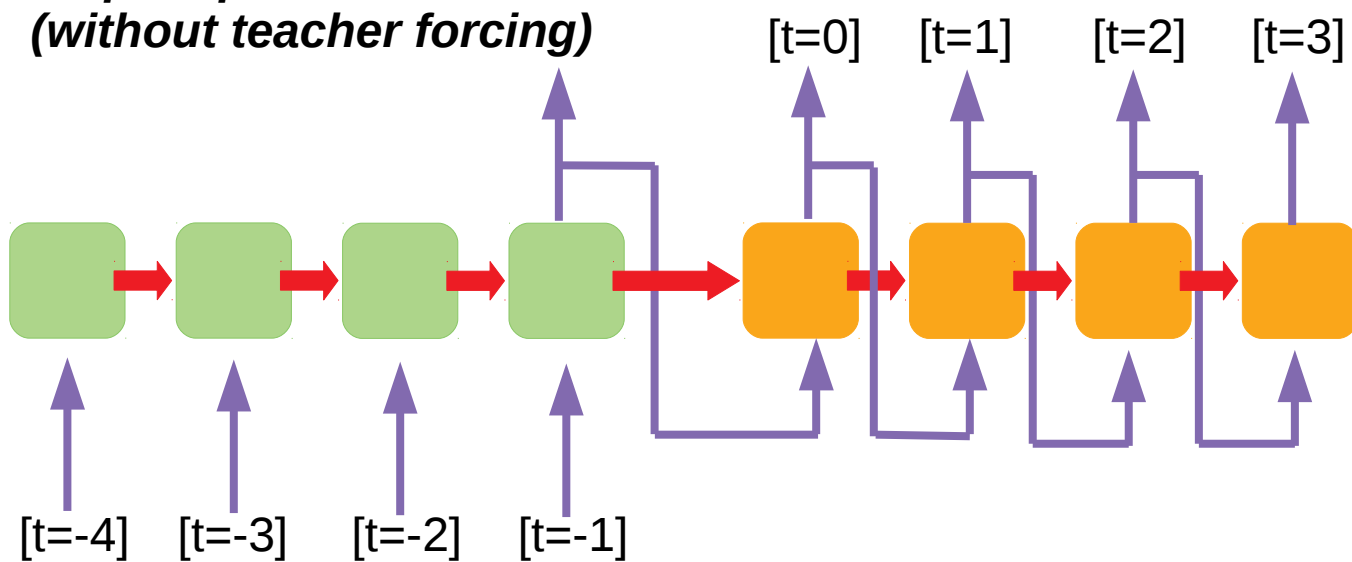 (without teacher forcing)
[t=0] [t=1] [t=2] [t=3]
[t=-4] [t=-3] [t=-2] [t=-1]